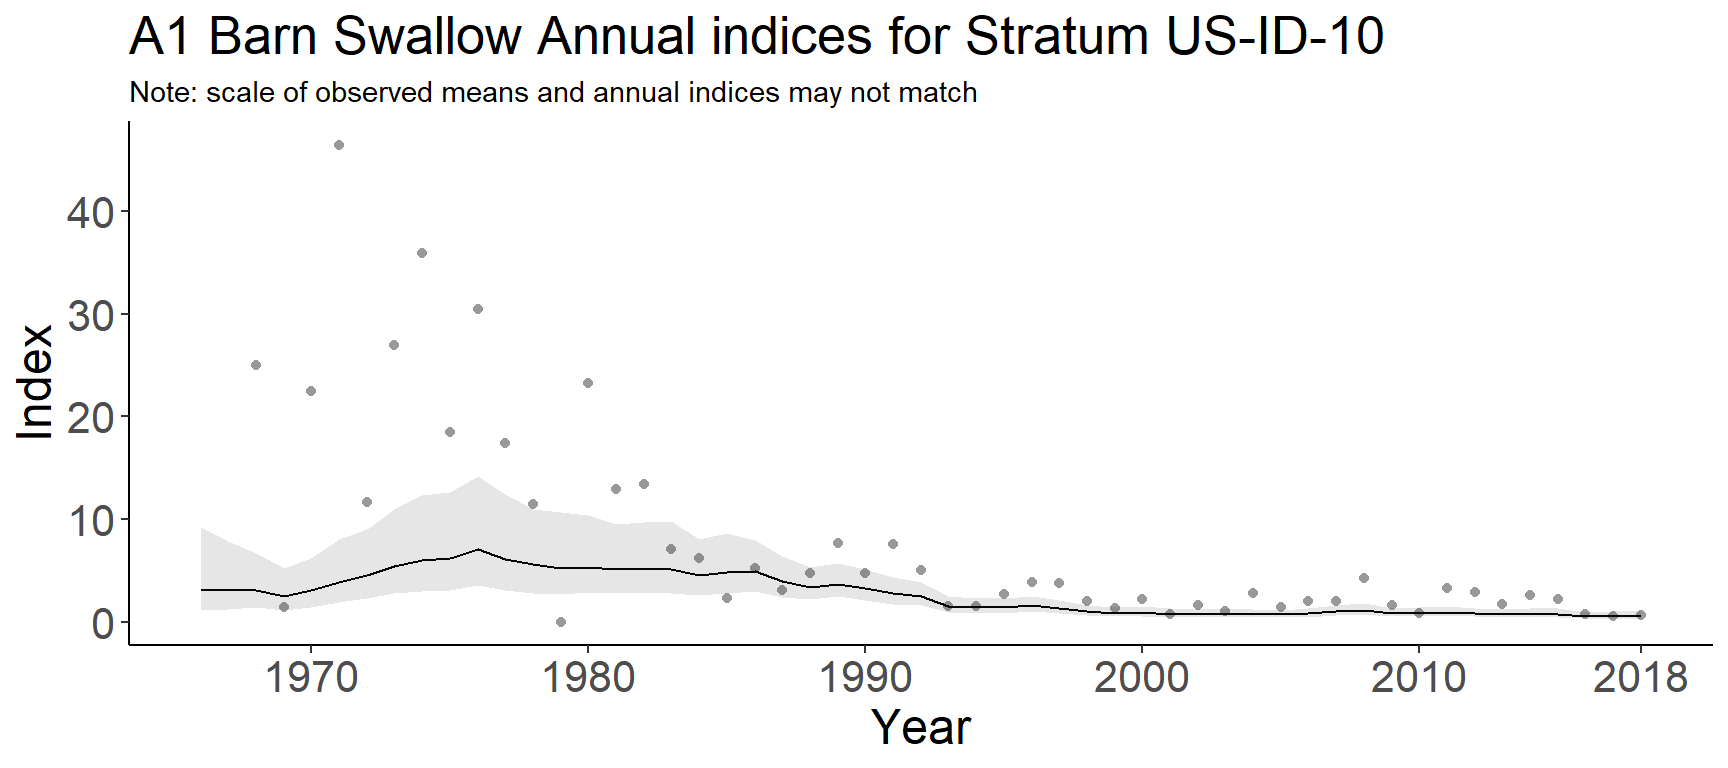 A1 Barn Swallow Annual indices for Stratum US-ID-10
Note: scale of observed means and annual indices may not match
Index
40
30
20
10
0
1970 1980 1990 2000 2010 2018
Year